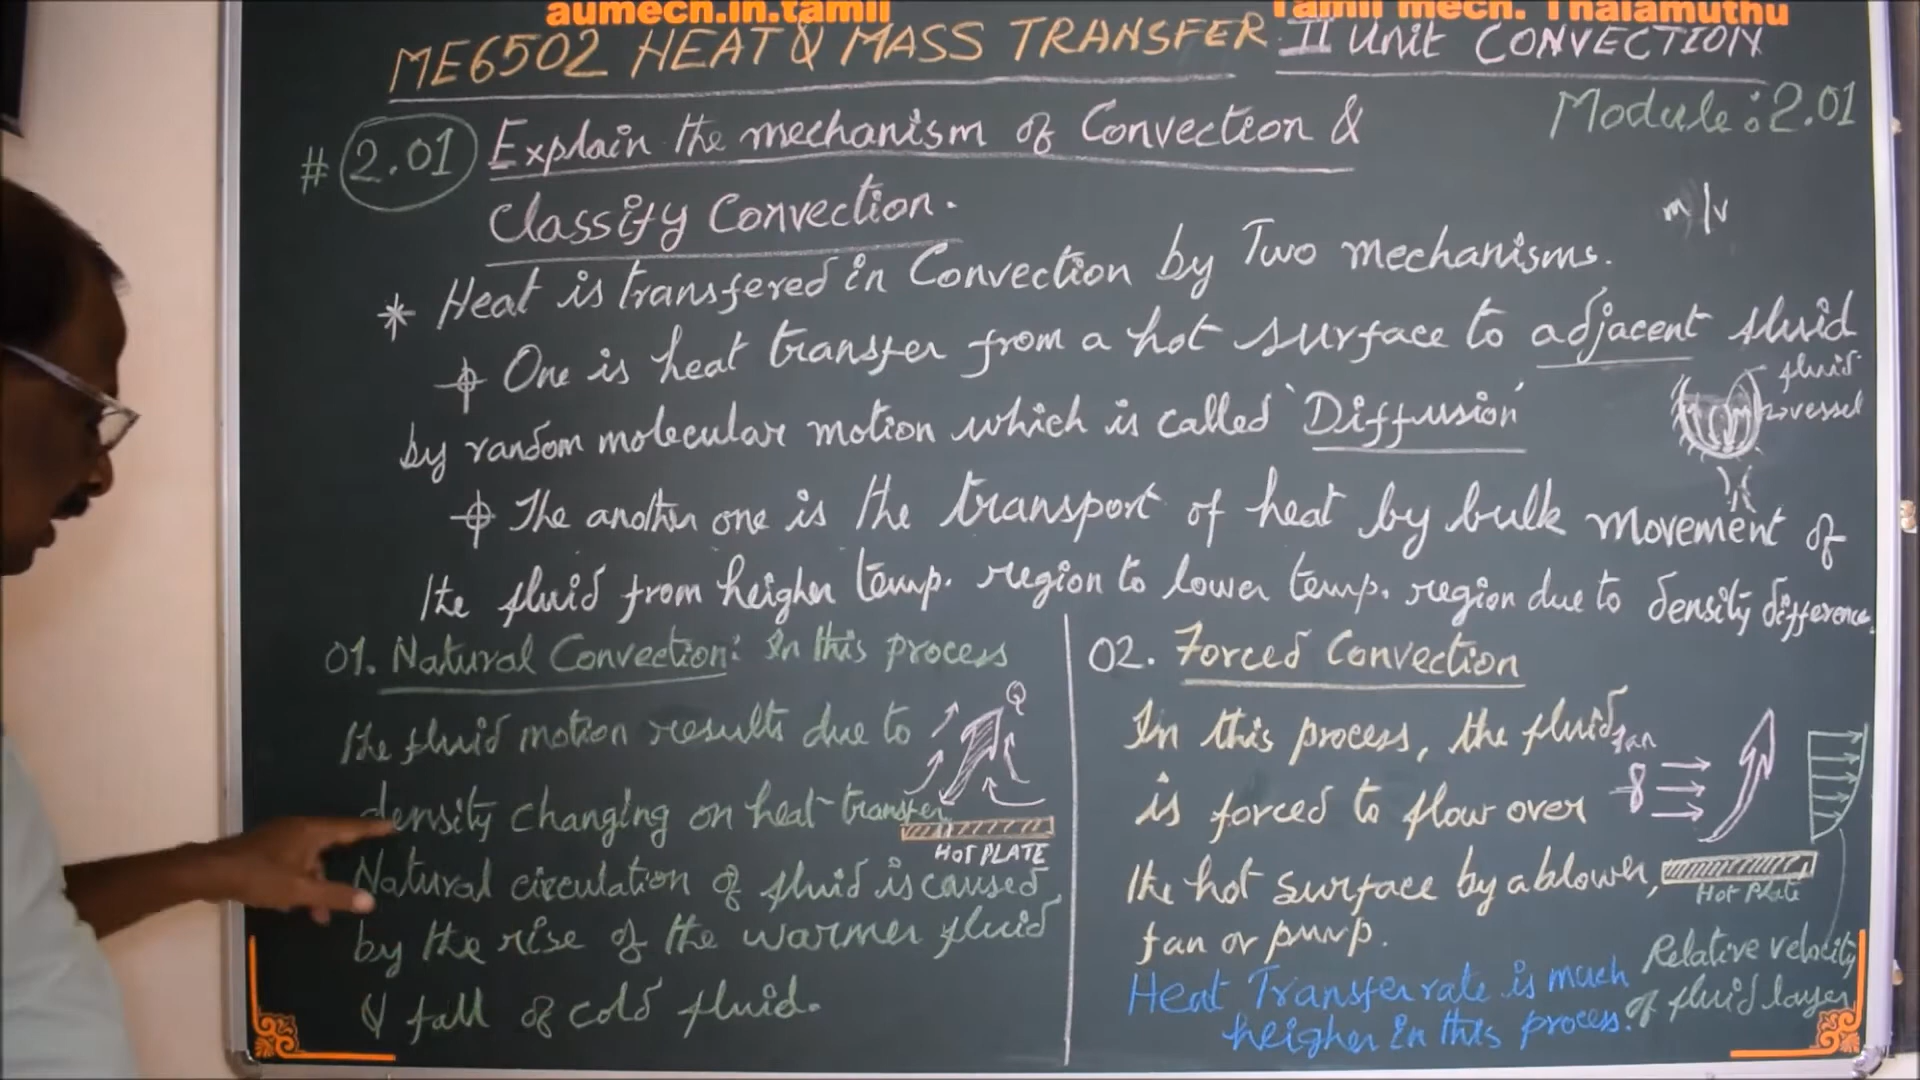 aumech.in.tamil
Tamil mech. Thalamuthu
ME6502 HEAT & MASS TRANSFER II Unit CONVECTION
Module: 2.01
# 2.01 Explain the mechanism of Convection &
Classify Convection.
m/v
* Heat is transfered in Convection by Two mechanisms.
One is heat transfer from a hot surface to adjacent fluid
by random molecular motion which is called 'Diffusion'
fluid
vessel
The another one is the transport of heat by bulk movement of
the fluid from heigher temp. region to lower temp. region due to density difference.
01. Natural Convection: In this process
the fluid motion results due to
density changing on heat transfer.
Natural circulation of fluid is caused
by the rise of the warmer fluid
& fall of cold fluid.
Q
HOT PLATE
02. Forced Convection
In this process, the fluid
is forced to flow over
the hot surface by a blower,
fan or pump.
Heat Transfer rate is much
heigher in this process.
fan
Hot Plate
Relative velocity
of fluid layer